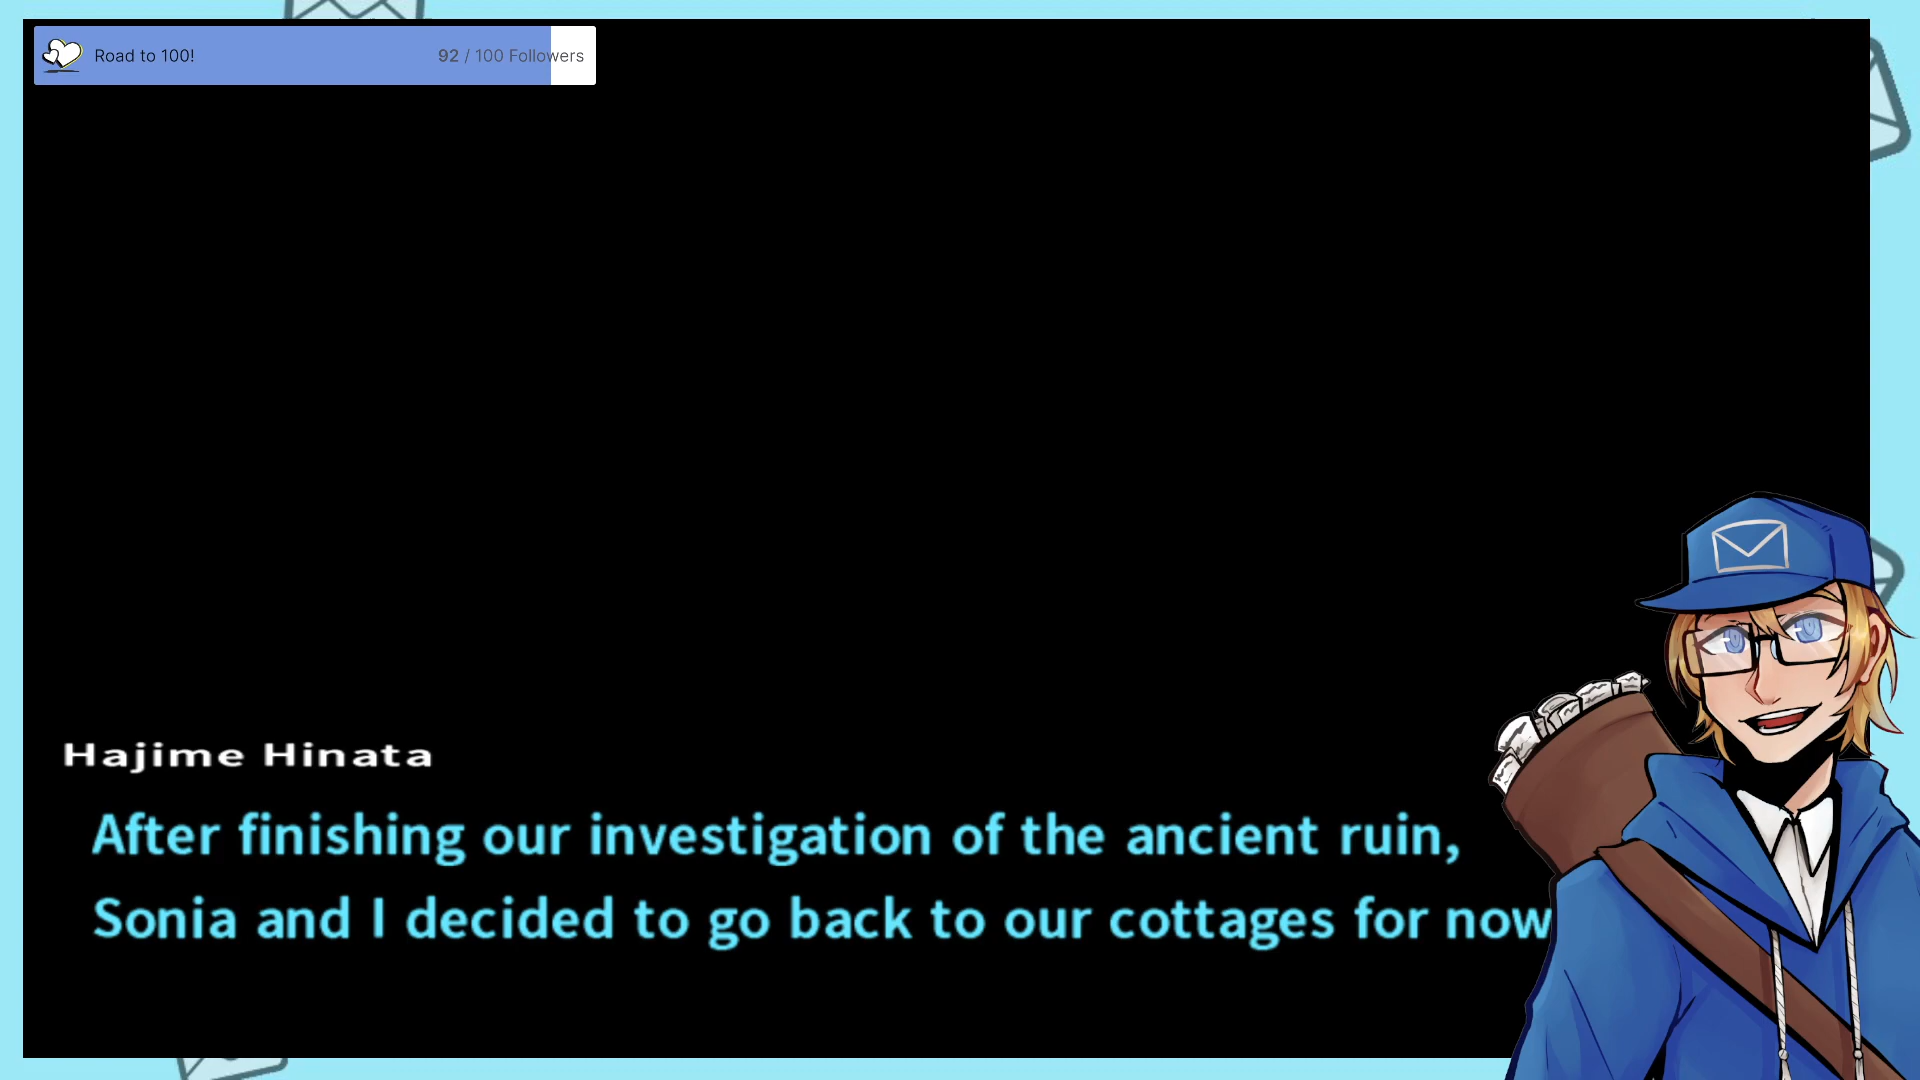 Road to 100!
92 / 100 Followers
Hajime Hinata
After finishing our investigation of the ancient ruin,
Sonia and I decided to go back to our cottages for now